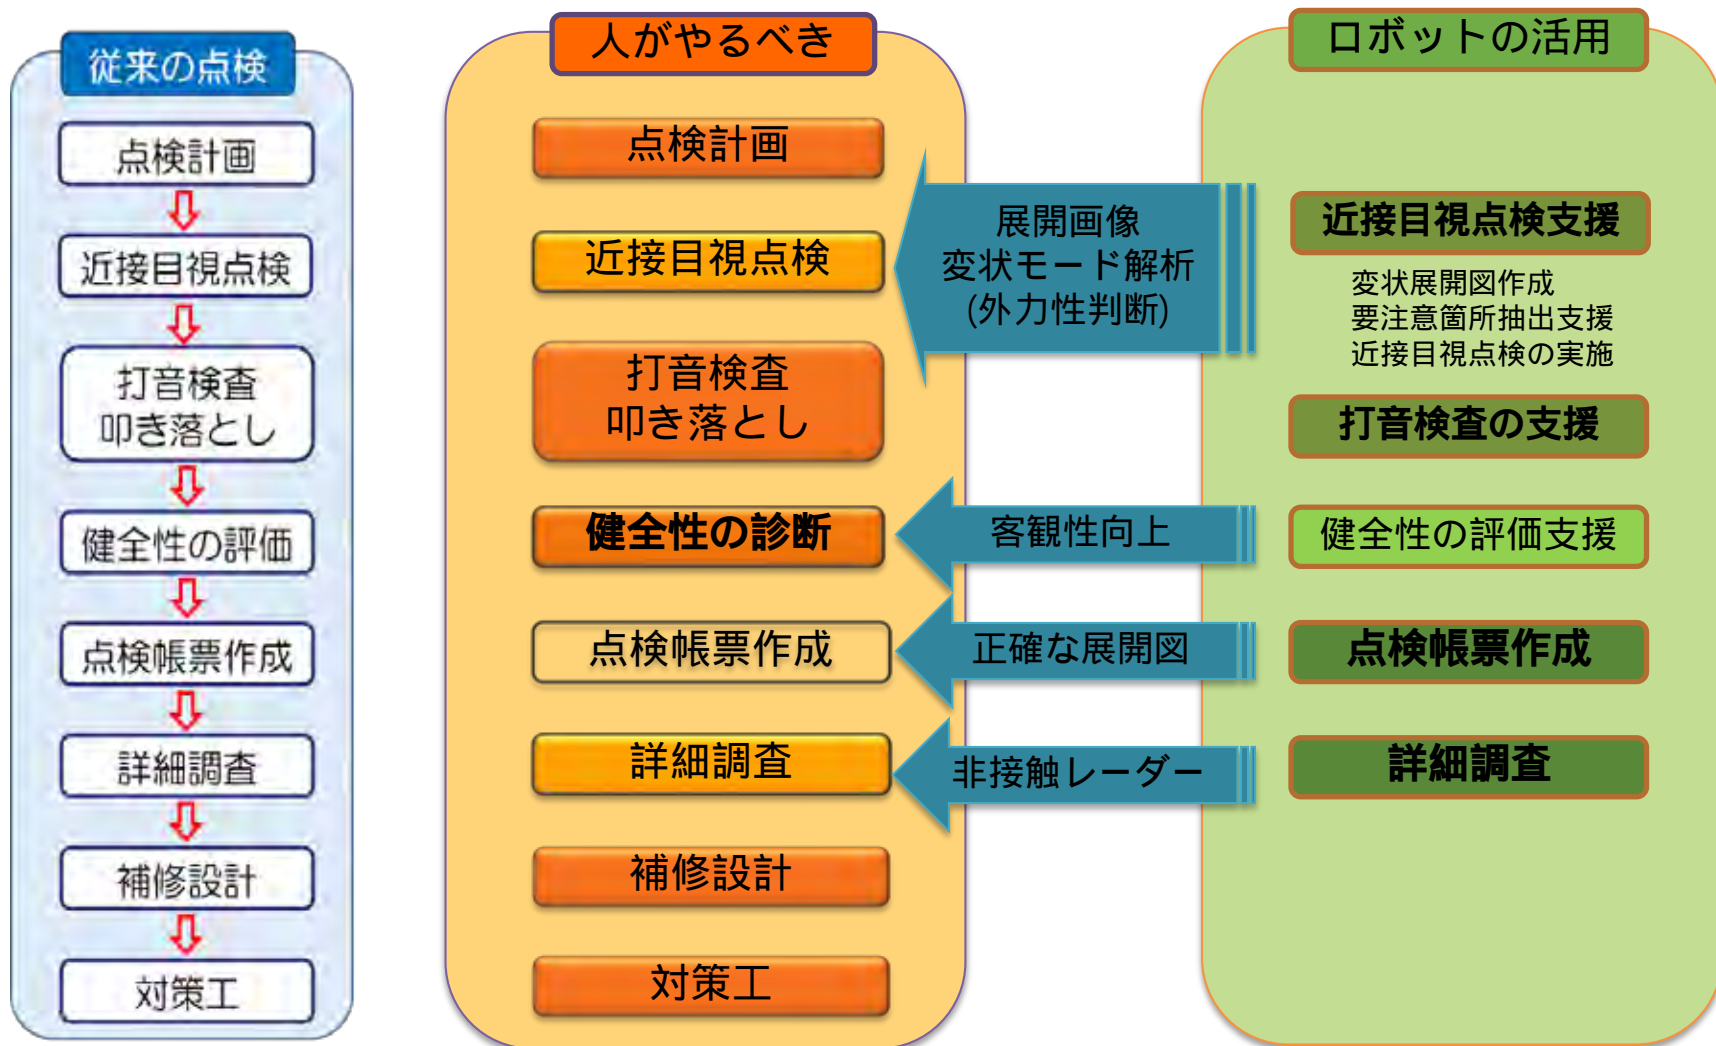 従来の点検
点検計画
近接目視点検
打音検査
叩き落とし
健全性の評価
点検帳票作成
詳細調査
補修設計
対策工
人がやるべき
点検計画
近接目視点検
打音検査
叩き落とし
健全性の診断
点検帳票作成
詳細調査
補修設計
対策工
展開画像
変状モード解析
(外力性判断)
客観性向上
正確な展開図
非接触レーダー
ロボットの活用
近接目視点検支援
変状展開図作成
要注意箇所抽出支援
近接目視点検の実施
打音検査の支援
健全性の評価支援
点検帳票作成
詳細調査